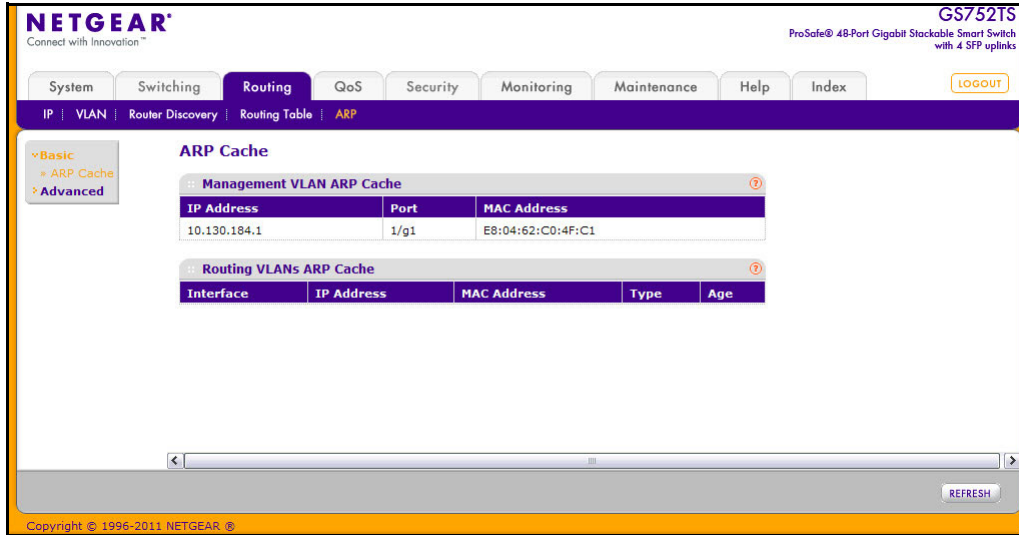 NETGEAR®
Connect with Innovation™
GS752TS
ProSafe® 48-Port Gigabit Stackable Smart Switch
with 4 SFP uplinks
System Switching Routing QoS Security Monitoring Maintenance Help Index LOGOUT
IP VLAN Router Discovery Routing Table ARP
Basic
» ARP Cache
Advanced
ARP Cache
Management VLAN ARP Cache ?
IP Address Port MAC Address
10.130.184.1 1/g1 E8:04:62:C0:4F:C1
Routing VLANs ARP Cache ?
Interface IP Address MAC Address Type Age
REFRESH
Copyright © 1996-2011 NETGEAR ®